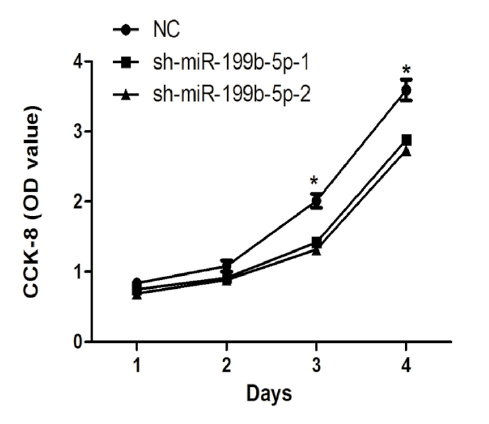 NC
sh-miR-199b-5p-1
sh-miR-199b-5p-2
4
3
2
1
0
*
*
CCK-8 (OD value)
1 2 3 4
Days